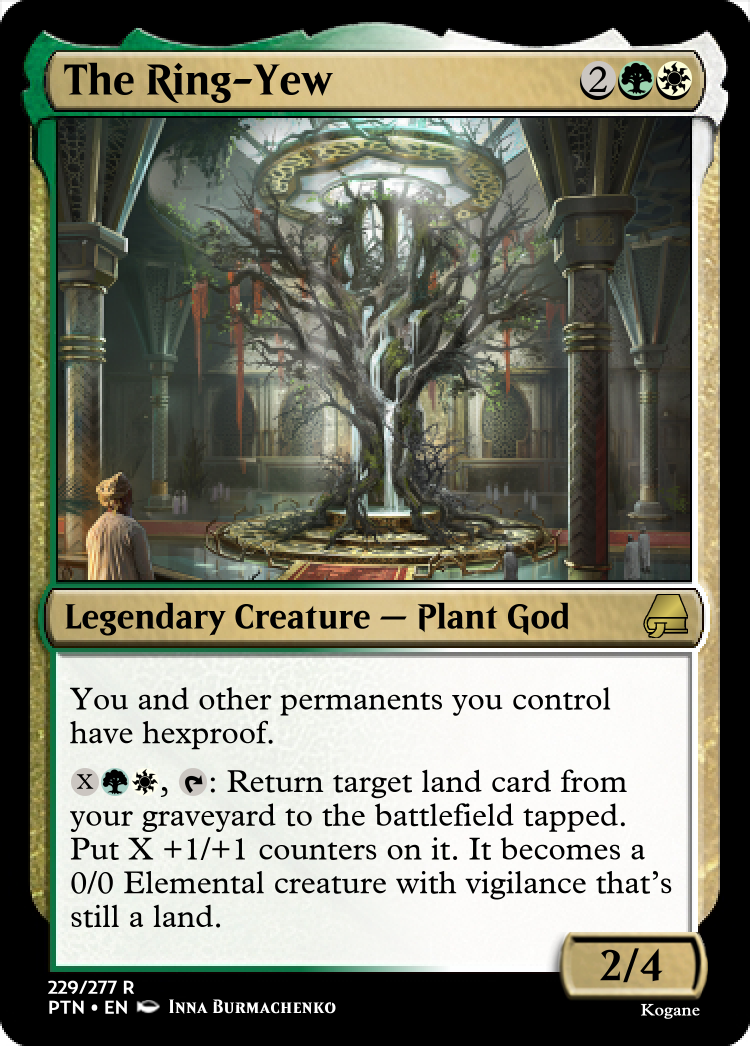 The Ring-Yew 2
Legendary Creature — Plant God
You and other permanents you control
have hexproof.
X, : Return target land card from
your graveyard to the battlefield tapped.
Put X +1/+1 counters on it. It becomes a
0/0 Elemental creature with vigilance that's
still a land.
2/4
229/277 R
PTN • EN Inna Burmachenko
Kogane